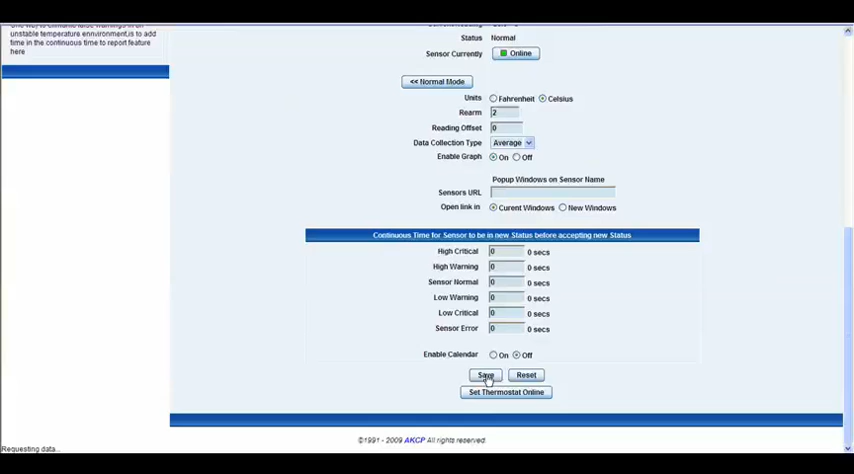 unstable temperature ennvironment.is to add
time in the continuous time to report feature
here
Status Normal
Sensor Currently Online
<< Normal Mode
Units Fahrenheit Celsius
Rearm 2
Reading Offset 0
Data Collection Type Average
Enable Graph On Off
Popup Windows on Sensor Name
Sensors URL
Open link in Curent Windows New Windows
Continuous Time for Sensor to be in new Status before accepting new Status
High Critical 0 0 secs
High Warning 0 0 secs
Sensor Normal 0 0 secs
Low Warning 0 0 secs
Low Critical 0 0 secs
Sensor Error 0 0 secs
Enable Calendar On Off
Save Reset
Set Thermostat Online
©1991 - 2009 AKCP All rights reserved
Requesting data...